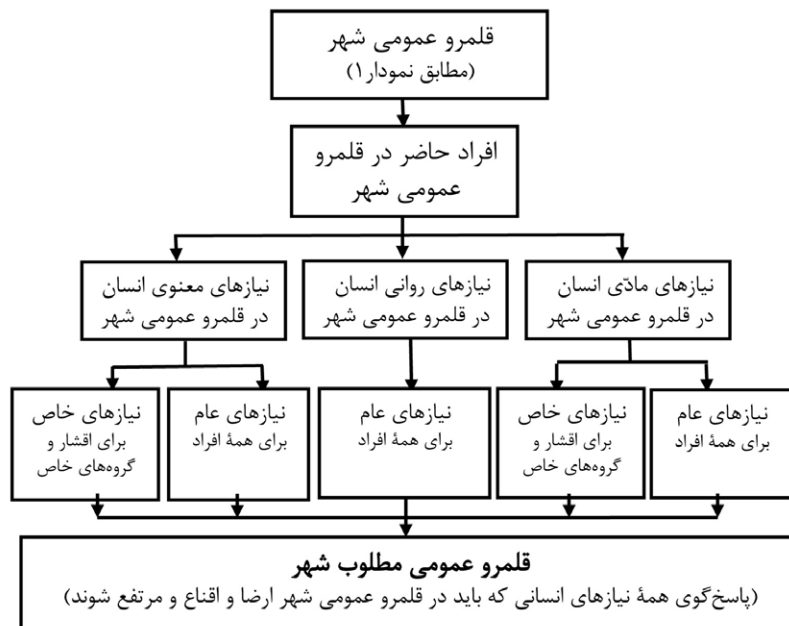 قلمرو عمومی شهر
(مطابق نمودار۱)
افراد حاضر در قلمرو
عمومی شهر
نیازهای مادّی انسان
در قلمرو عمومی شهر
نیازهای روانی انسان
در قلمرو عمومی شهر
نیازهای معنوی انسان
در قلمرو عمومی شهر
نیازهای عام
برای همهٔ افراد
نیازهای خاص
برای اقشار و
گروه‌های خاص
نیازهای عام
برای همهٔ افراد
نیازهای عام
برای همهٔ افراد
نیازهای خاص
برای اقشار و
گروه‌های خاص
قلمرو عمومی مطلوب شهر
(پاسخ‌گوی همهٔ نیازهای انسانی که باید در قلمرو عمومی شهر ارضا و اقناع و مرتفع شوند)